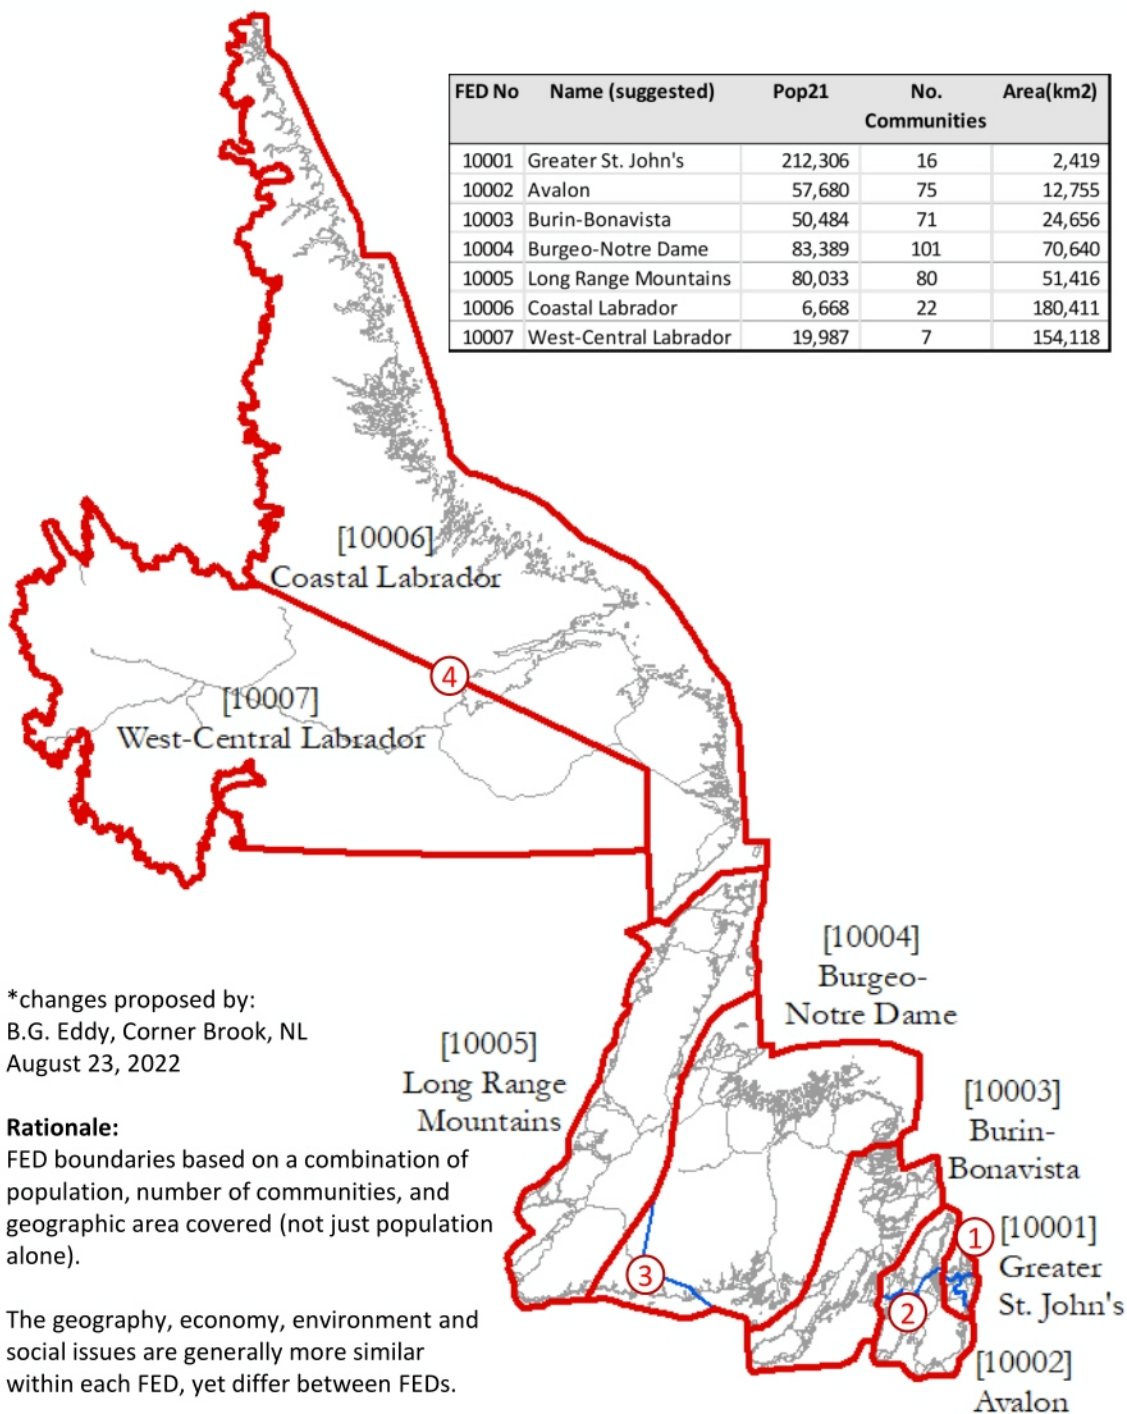 FED No Name (suggested) Pop21 No. Communities Area(km2)
10001 Greater St. John's 212,306 16 2,419
10002 Avalon 57,680 75 12,755
10003 Burin-Bonavista 50,484 71 24,656
10004 Burgeo-Notre Dame 83,389 101 70,640
10005 Long Range Mountains 80,033 80 51,416
10006 Coastal Labrador 6,668 22 180,411
10007 West-Central Labrador 19,987 7 154,118
[10006]
Coastal Labrador
4
[10007]
West-Central Labrador
[10004]
Burgeo-
Notre Dame
*changes proposed by:
B.G. Eddy, Corner Brook, NL
August 23, 2022
[10005]
Long Range
Mountains
[10003]
Burin-
Bonavista
Rationale:
FED boundaries based on a combination of
population, number of communities, and
geographic area covered (not just population
alone).
1
[10001]
Greater
St. John's
3
2
The geography, economy, environment and
social issues are generally more similar
within each FED, yet differ between FEDs.
[10002]
Avalon